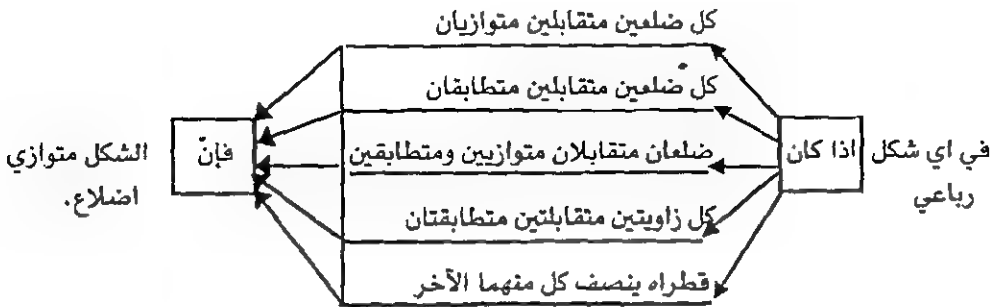 كل ضلعين متقابلين متوازيان
كل ضلعين متقابلين متطابقان
في اي شكل
رباعي
اذا كان
ضلعان متقابلان متوازيين ومتطابقين
فإنّ
الشكل متوازي
اضلاع.
كل زاويتين متقابلتين متطابقتان
قطراه ينصف كل منهما الآخر